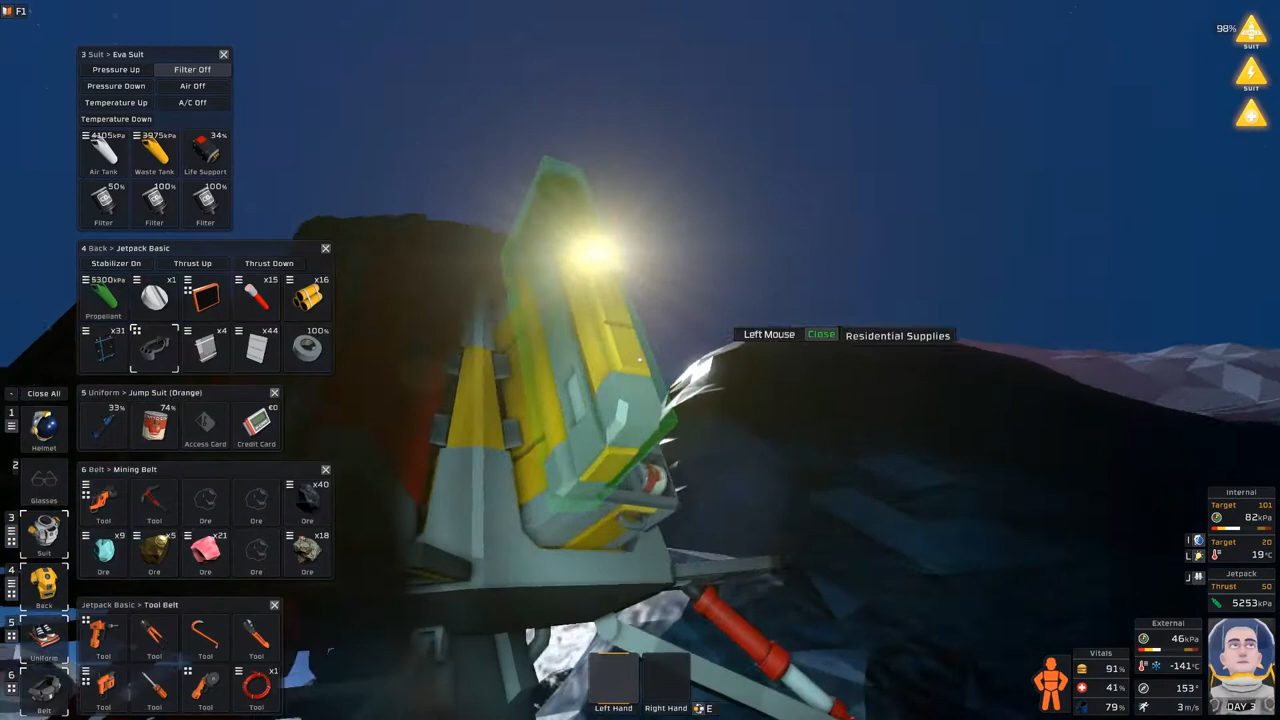 F1
98%
SUIT
SUIT
3 Suit > Eva Suit
Pressure Up Filter Off
Pressure Down Air Off
Temperature Up A/C Off
Temperature Down
4105kPa 3975kPa 34%
Air Tank Waste Tank Life Support
50% 100% 100%
Filter Filter Filter
4 Back > Jetpack Basic
Stabilizer On Thrust Up Thrust Down
5300kPa x1 x15 x16
Propellant
x31 x4 x44 100%
Left Mouse Close Residential Supplies
- Close All
5 Uniform > Jump Suit (Orange)
33% 74% €0
Access Card Credit Card
1
Helmet
2
Glasses
3
Suit
4
Back
5
Uniform
6
Belt
6 Belt > Mining Belt
x40
Tool Tool Ore Ore Ore
x9 x5 x21 x18
Ore Ore Ore Ore Ore
Jetpack Basic > Tool Belt
Tool Tool Tool Tool
x1
Tool Tool Tool Tool
Left Hand Right Hand E
Internal
Target 101
82kPa
Target 20
19°C
I
L
Jetpack
J
Thrust 50
5253kPa
External
46kPa
-141°C
153°
3m/s
Vitals
91%
41%
79%
DAY 3